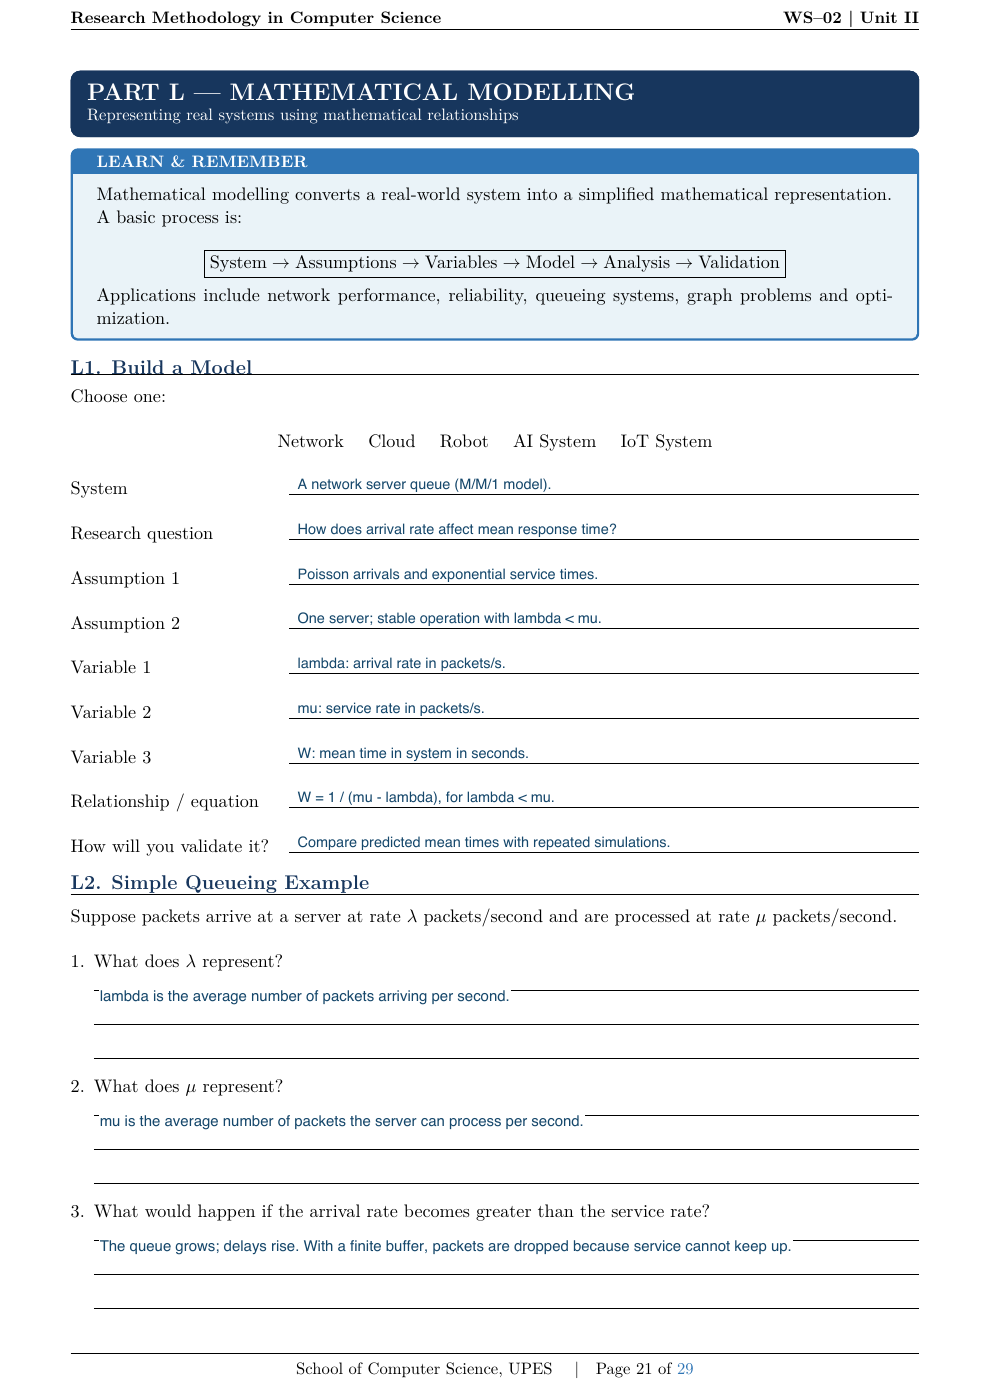 Research Methodology in Computer Science WS–02 | Unit II
PART L — MATHEMATICAL MODELLING
Representing real systems using mathematical relationships
LEARN & REMEMBER
Mathematical modelling converts a real-world system into a simplified mathematical representation.
A basic process is:
System → Assumptions → Variables → Model → Analysis → Validation
Applications include network performance, reliability, queueing systems, graph problems and opti-
mization.
L1. Build a Model
Choose one:
Network Cloud Robot AI System IoT System
System A network server queue (M/M/1 model).
Research question How does arrival rate affect mean response time?
Assumption 1 Poisson arrivals and exponential service times.
Assumption 2 One server; stable operation with lambda < mu.
Variable 1 lambda: arrival rate in packets/s.
Variable 2 mu: service rate in packets/s.
Variable 3 W: mean time in system in seconds.
Relationship / equation W = 1 / (mu - lambda), for lambda < mu.
How will you validate it? Compare predicted mean times with repeated simulations.
L2. Simple Queueing Example
Suppose packets arrive at a server at rate λ packets/second and are processed at rate μ packets/second.
1. What does λ represent?
lambda is the average number of packets arriving per second.
2. What does μ represent?
mu is the average number of packets the server can process per second.
3. What would happen if the arrival rate becomes greater than the service rate?
The queue grows; delays rise. With a finite buffer, packets are dropped because service cannot keep up.
School of Computer Science, UPES | Page 21 of 29